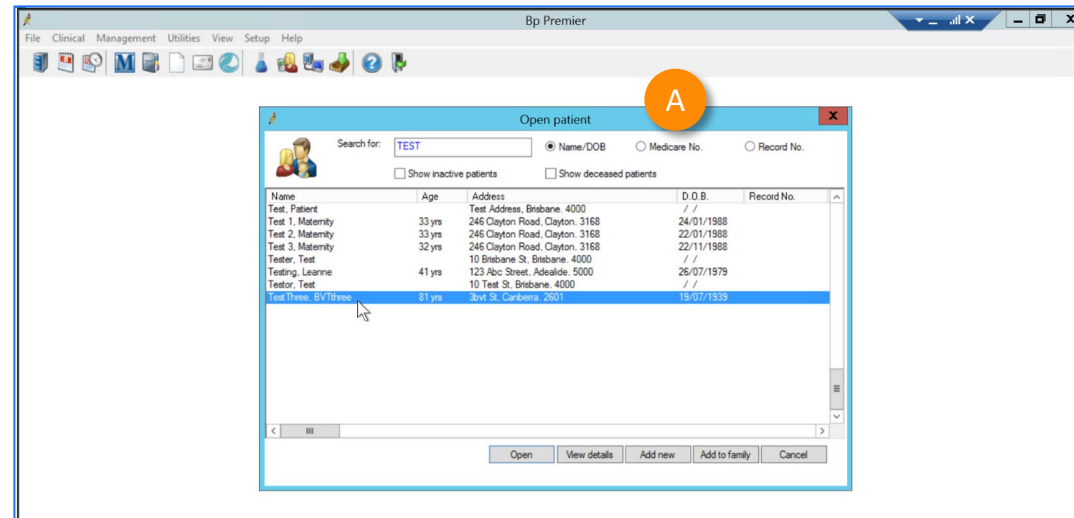 Bp Premier
File Clinical Management Utilities View Setup Help
M
A
Open patient
Search for: TEST Name/DOB Medicare No. Record No.
Show inactive patients Show deceased patients
Name Age Address D.O.B. Record No.
Test, Patient Test Address, Brisbane. 4000 / /
Test 1, Maternity 33 yrs 246 Clayton Road, Clayton. 3168 24/01/1988
Test 2, Maternity 33 yrs 246 Clayton Road, Clayton. 3168 22/01/1988
Test 3, Maternity 32 yrs 246 Clayton Road, Clayton. 3168 22/11/1988
Tester, Test 10 Brisbane St, Brisbane. 4000 / /
Testing, Leanne 41 yrs 123 Abc Street, Adealide. 5000 26/07/1979
Testor, Test 10 Test St, Brisbane. 4000 / /
TestThree, BVTthree 81 yrs 3bvt St, Canberra. 2601 19/07/1939
Open View details Add new Add to family Cancel